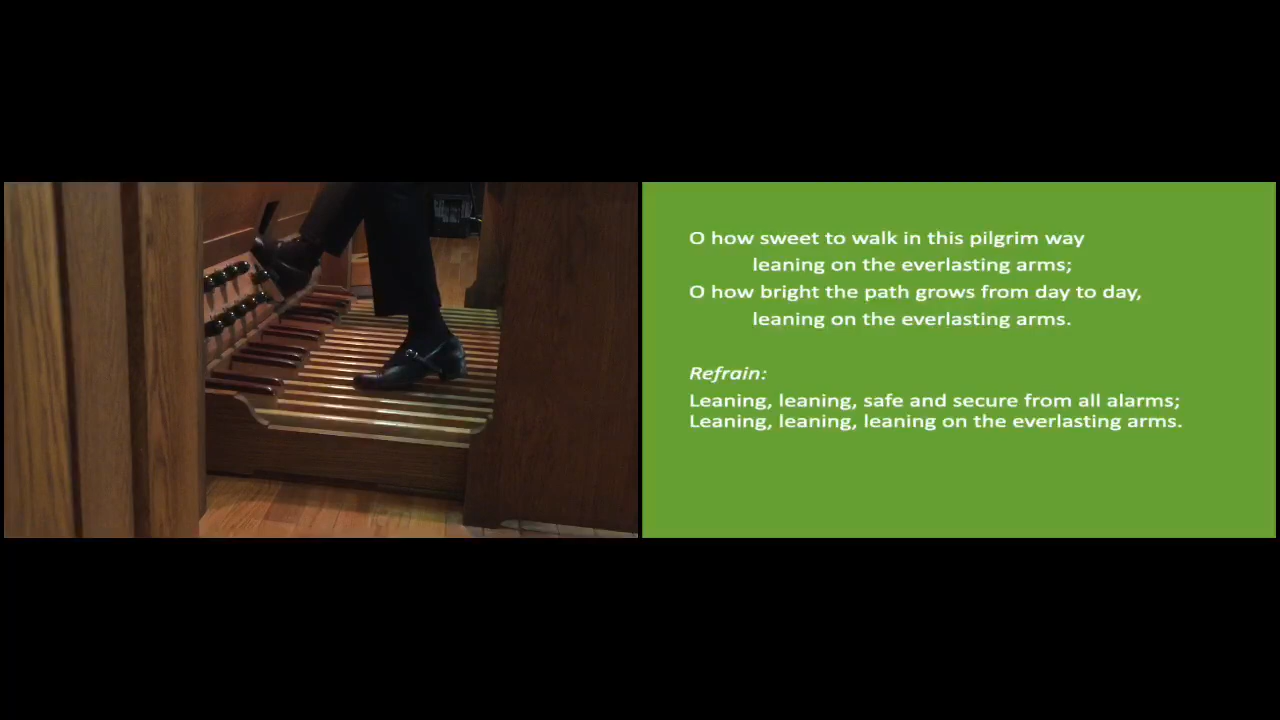 O how sweet to walk in this pilgrim way
leaning on the everlasting arms;
O how bright the path grows from day to day,
leaning on the everlasting arms.
Refrain:
Leaning, leaning, safe and secure from all alarms;
Leaning, leaning, leaning on the everlasting arms.